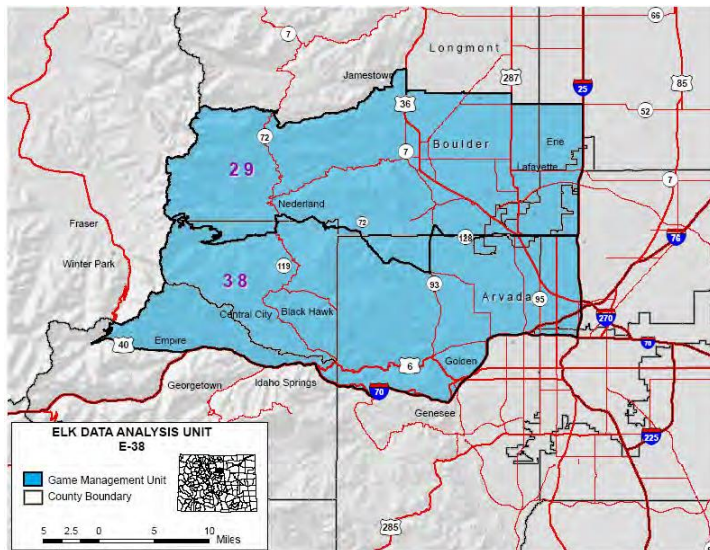 66
7
Longmont
Jamestown
287
25
85
36
52
72
Boulder
Erie
29
7
Lafayette
7
Nederland
72
Fraser
128
76
Winter Park
38
119
93
Arvada
95
Central City
Black Hawk
270
40
Empire
6
Golden
70
Georgetown
Idaho Springs
70
Genesee
225
ELK DATA ANALYSIS UNIT
E-38
Game Management Unit
County Boundary
5 2.5 0 5 10
Miles
285